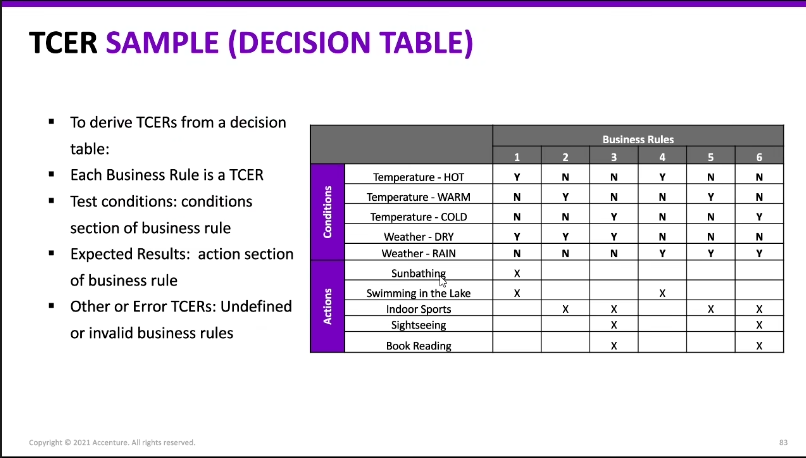 TCER SAMPLE (DECISION TABLE)
▪ To derive TCERs from a decision
table:
▪ Each Business Rule is a TCER
▪ Test conditions: conditions
section of business rule
▪ Expected Results: action section
of business rule
▪ Other or Error TCERs: Undefined
or invalid business rules
Business Rules
1 2 3 4 5 6
Conditions
Temperature - HOT Y N N Y N N
Temperature - WARM N Y N N Y N
Temperature - COLD N N Y N N Y
Weather - DRY Y Y Y N N N
Weather - RAIN N N N Y Y Y
Actions
Sunbathing X
Swimming in the Lake X X
Indoor Sports X X X X
Sightseeing X X
Book Reading X X
Copyright © 2021 Accenture. All rights reserved.
83